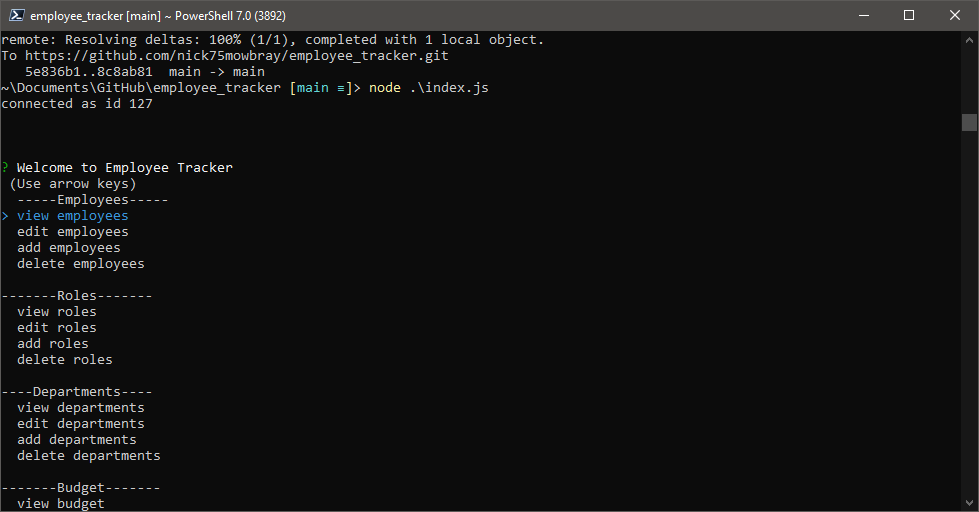 employee_tracker [main] ~ PowerShell 7.0 (3892)
remote: Resolving deltas: 100% (1/1), completed with 1 local object.
To https://github.com/nick75mowbray/employee_tracker.git
   5e836b1..8c8ab81  main -> main
~\Documents\GitHub\employee_tracker [main ≡]> node .\index.js
connected as id 127
? Welcome to Employee Tracker
 (Use arrow keys)
  -----Employees-----
> view employees
  edit employees
  add employees
  delete employees
-------Roles-------
  view roles
  edit roles
  add roles
  delete roles
----Departments----
  view departments
  edit departments
  add departments
  delete departments
-------Budget-------
  view budget